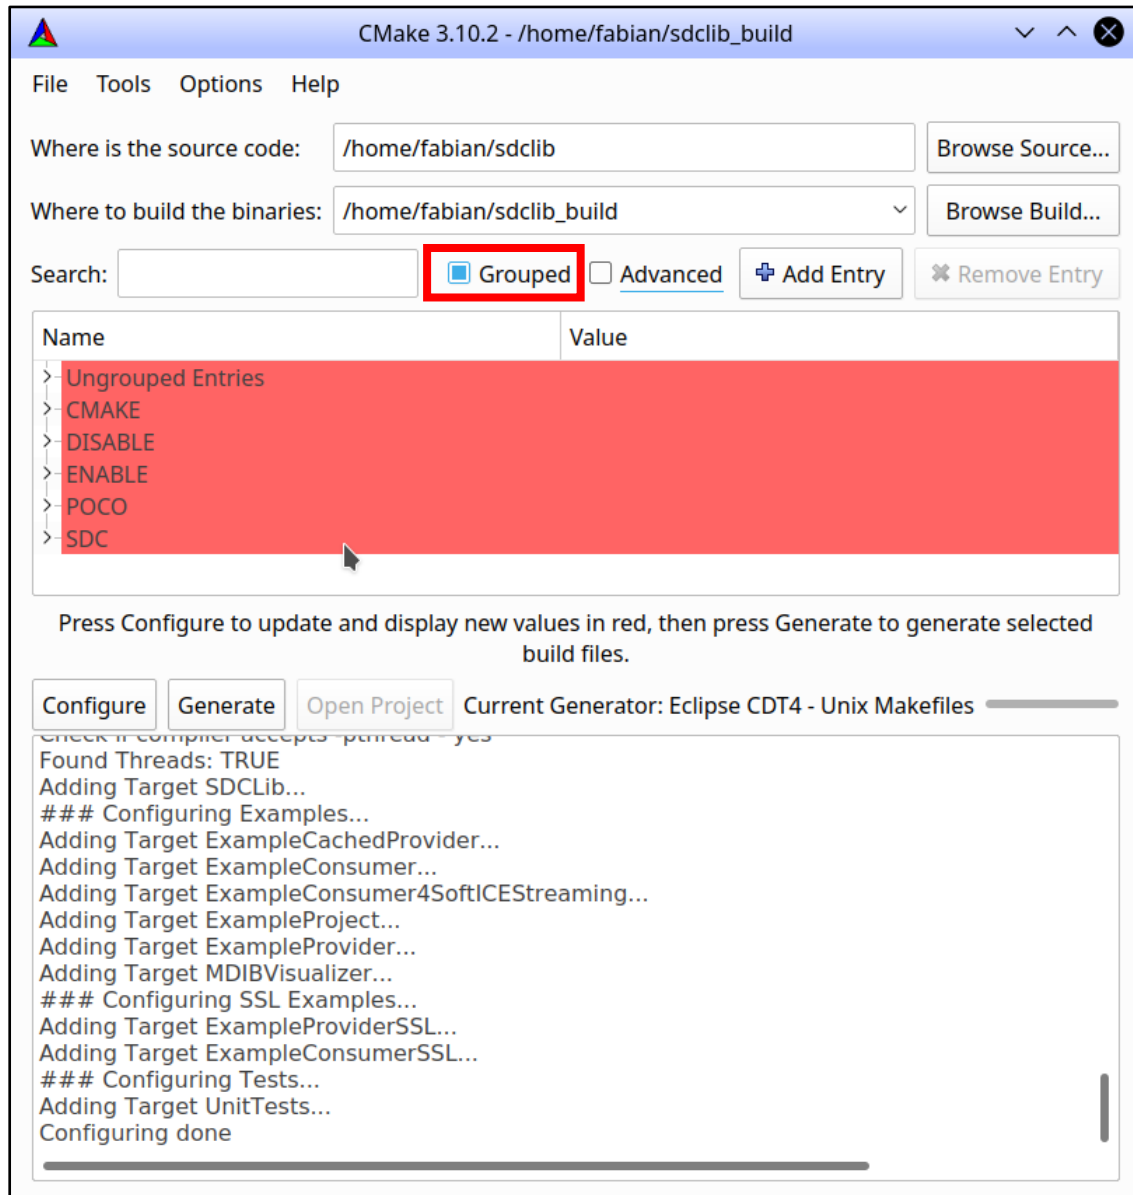 CMake 3.10.2 - /home/fabian/sdclib_build
File Tools Options Help
Where is the source code: /home/fabian/sdclib Browse Source...
Where to build the binaries: /home/fabian/sdclib_build Browse Build...
Search: Grouped Advanced Add Entry Remove Entry
Name Value
Ungrouped Entries
CMAKE
DISABLE
ENABLE
POCO
SDC
Press Configure to update and display new values in red, then press Generate to generate selected
build files.
Configure Generate Open Project Current Generator: Eclipse CDT4 - Unix Makefiles
Check if compiler accepts -pthread - yes
Found Threads: TRUE
Adding Target SDCLib...
### Configuring Examples...
Adding Target ExampleCachedProvider...
Adding Target ExampleConsumer...
Adding Target ExampleConsumer4SoftICEStreaming...
Adding Target ExampleProject...
Adding Target ExampleProvider...
Adding Target MDIBVisualizer...
### Configuring SSL Examples...
Adding Target ExampleProviderSSL...
Adding Target ExampleConsumerSSL...
### Configuring Tests...
Adding Target UnitTests...
Configuring done